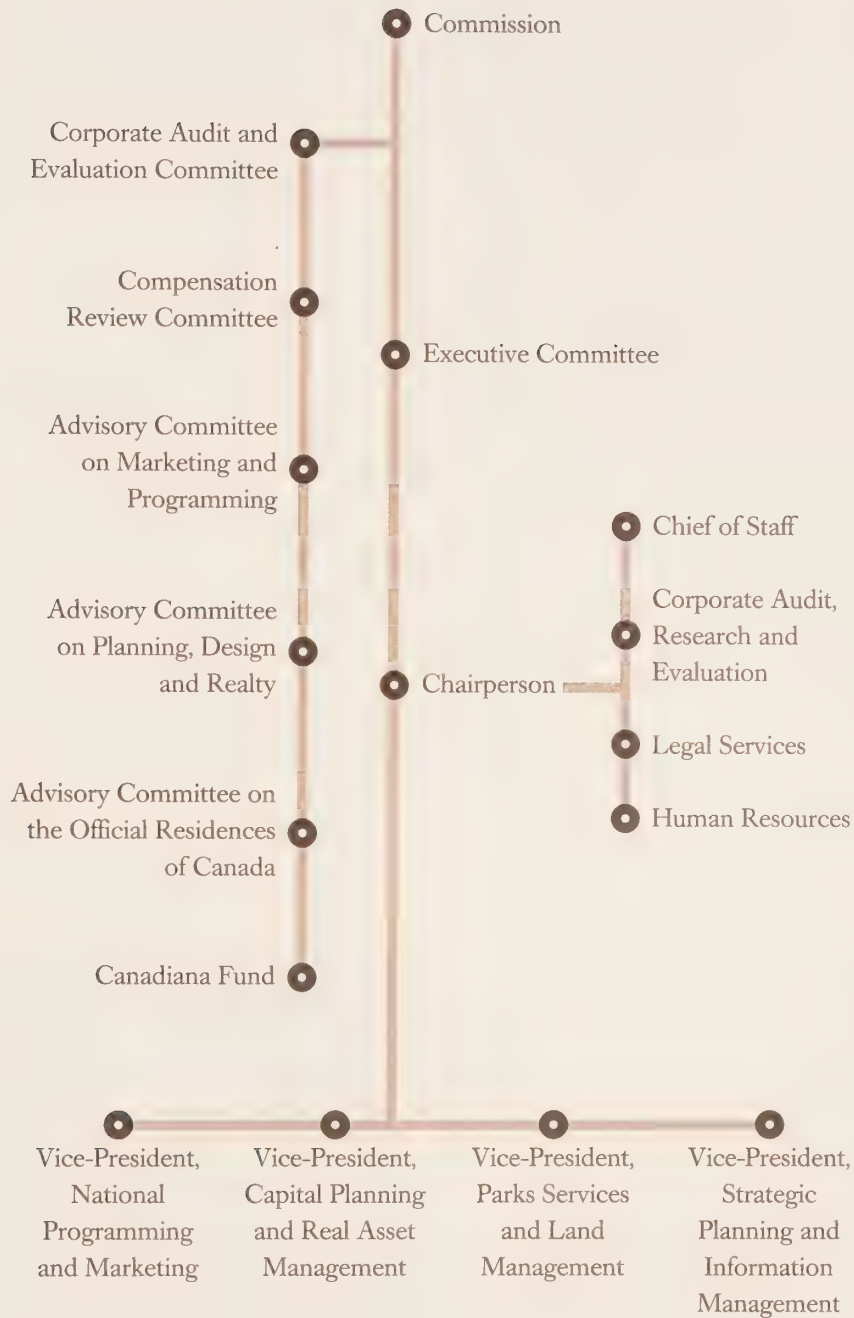 Commission
Corporate Audit and
Evaluation Committee
Compensation
Review Committee
Executive Committee
Advisory Committee
on Marketing and
Programming
Chief of Staff
Corporate Audit,
Research and
Evaluation
Advisory Committee
on Planning, Design
and Realty
Chairperson
Legal Services
Human Resources
Advisory Committee on
the Official Residences
of Canada
Canadiana Fund
Vice-President,
National
Programming
and Marketing
Vice-President,
Capital Planning
and Real Asset
Management
Vice-President,
Parks Services
and Land
Management
Vice-President,
Strategic
Planning and
Information
Management